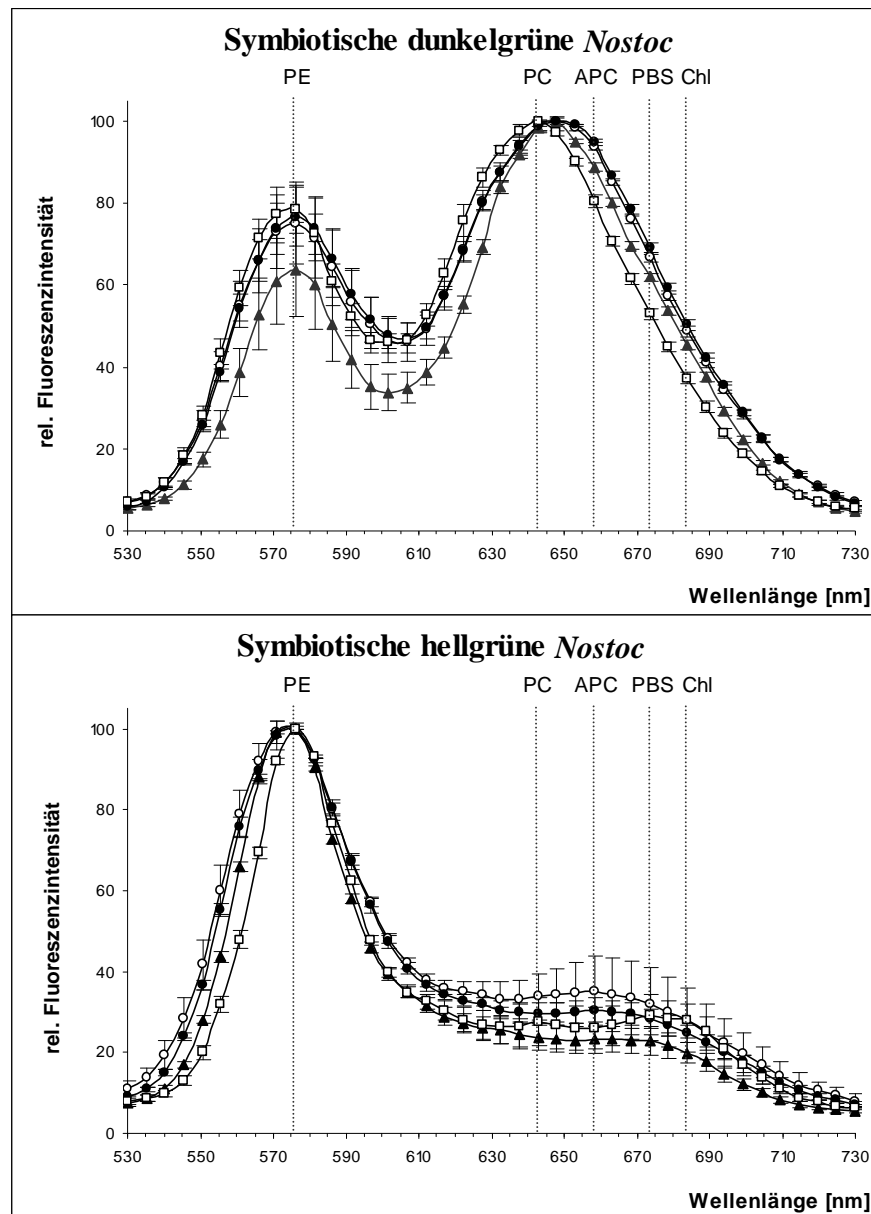 Symbiotische dunkelgrüne Nostoc
PE PC APC PBS Chl
rel. Fluoreszenzintensität
100
80
60
40
20
0
530 550 570 590 610 630 650 670 690 710 730
Wellenlänge [nm]
Symbiotische hellgrüne Nostoc
PE PC APC PBS Chl
rel. Fluoreszenzintensität
100
80
60
40
20
0
530 550 570 590 610 630 650 670 690 710 730
Wellenlänge [nm]